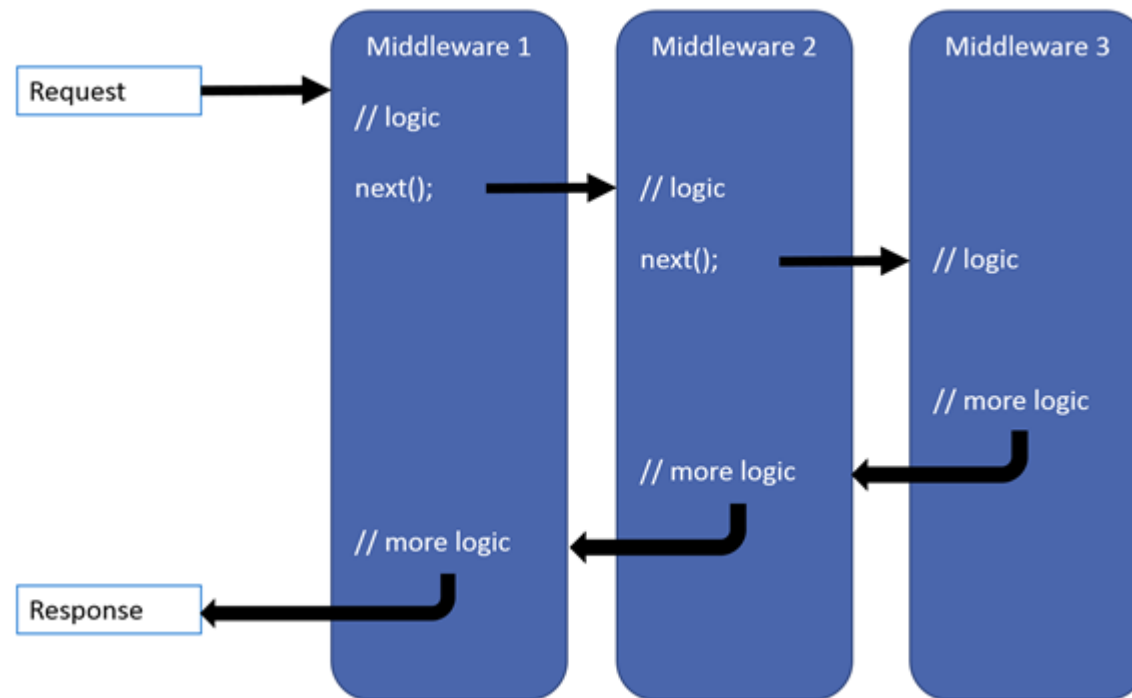 Middleware 1
Middleware 2
Middleware 3
Request
// logic
next();
// logic
next();
// logic
// more logic
// more logic
// more logic
Response